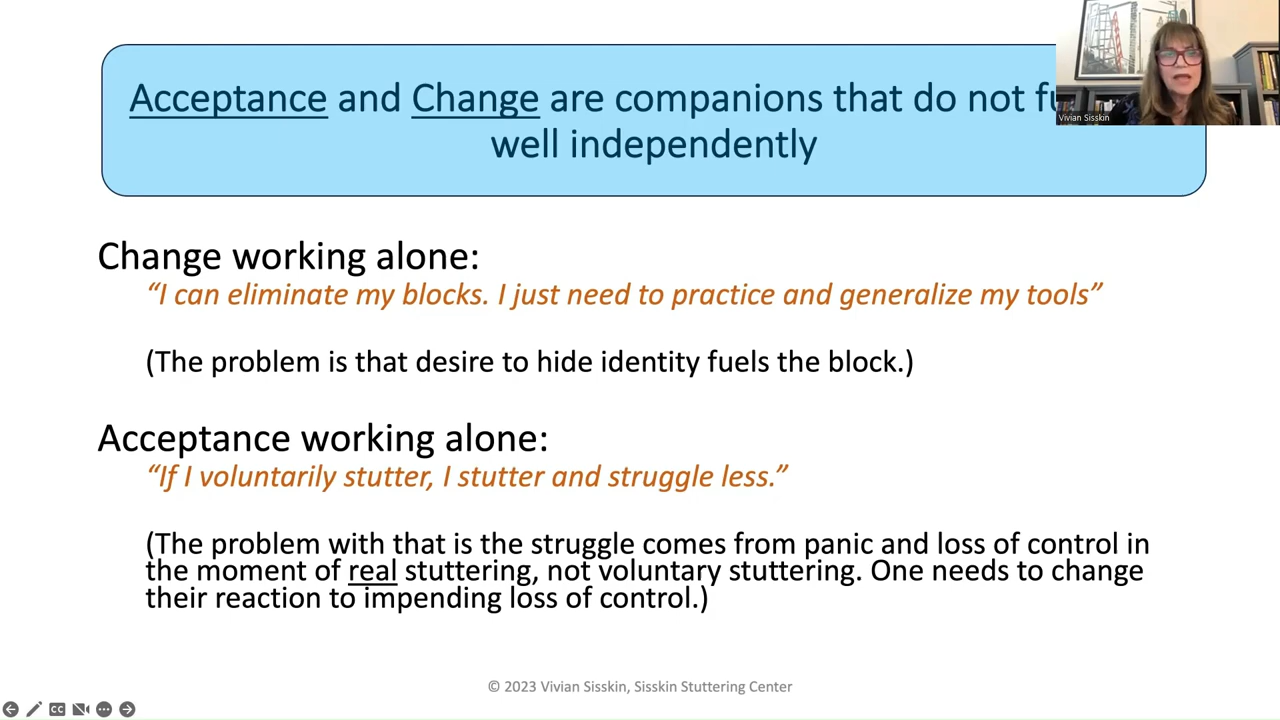 Acceptance and Change are companions that do not
well independently
Vivian Sisskin
Change working alone:
“I can eliminate my blocks. I just need to practice and generalize my tools”
(The problem is that desire to hide identity fuels the block.)
Acceptance working alone:
“If I voluntarily stutter, I stutter and struggle less.”
(The problem with that is the struggle comes from panic and loss of control in
the moment of real stuttering, not voluntary stuttering. One needs to change
their reaction to impending loss of control.)
© 2023 Vivian Sisskin, Sisskin Stuttering Center
CC